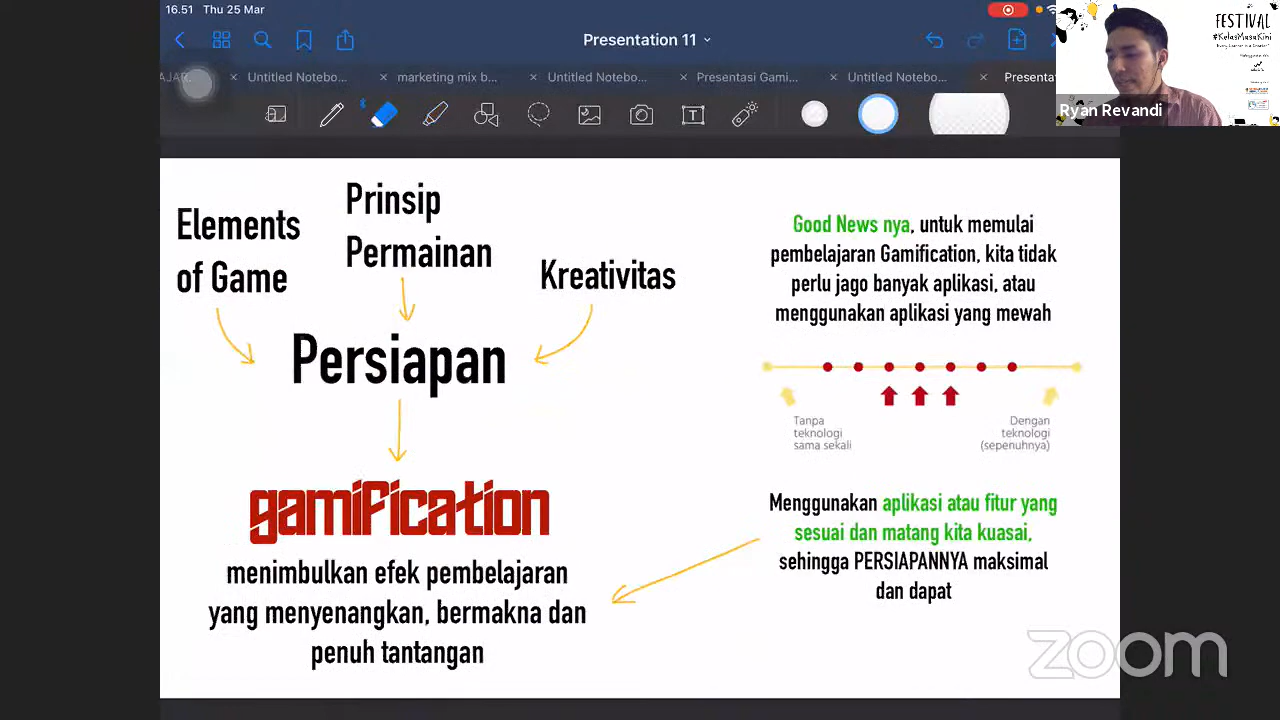 16.51 Thu 25 Mar
Presentation 11
AJAR
Untitled Notebo...
marketing mix b...
Untitled Notebo...
Presentasi Gami...
Untitled Notebo...
Presenta
FESTIVAL
#KelasMasaKini
Ryan Revandi
Elements
of Game
Prinsip
Permainan
Kreativitas
Persiapan
gamification
menimbulkan efek pembelajaran
yang menyenangkan, bermakna dan
penuh tantangan
Good News nya, untuk memulai
pembelajaran Gamification, kita tidak
perlu jago banyak aplikasi, atau
menggunakan aplikasi yang mewah
Tanpa
teknologi
sama sekali
Dengan
teknologi
(sepenuhnya)
Menggunakan aplikasi atau fitur yang
sesuai dan matang kita kuasai,
sehingga PERSIAPANNYA maksimal
dan dapat
zoom